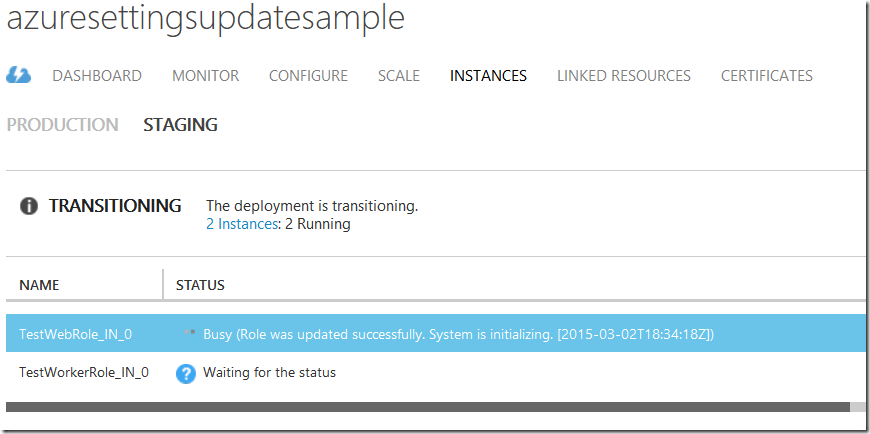 azuresettingsupdatesample
DASHBOARD MONITOR CONFIGURE SCALE INSTANCES LINKED RESOURCES CERTIFICATES
PRODUCTION STAGING
TRANSITIONING The deployment is transitioning.
2 Instances: 2 Running
NAME STATUS
TestWebRole_IN_0 Busy (Role was updated successfully. System is initializing. [2015-03-02T18:34:18Z])
TestWorkerRole_IN_0 Waiting for the status